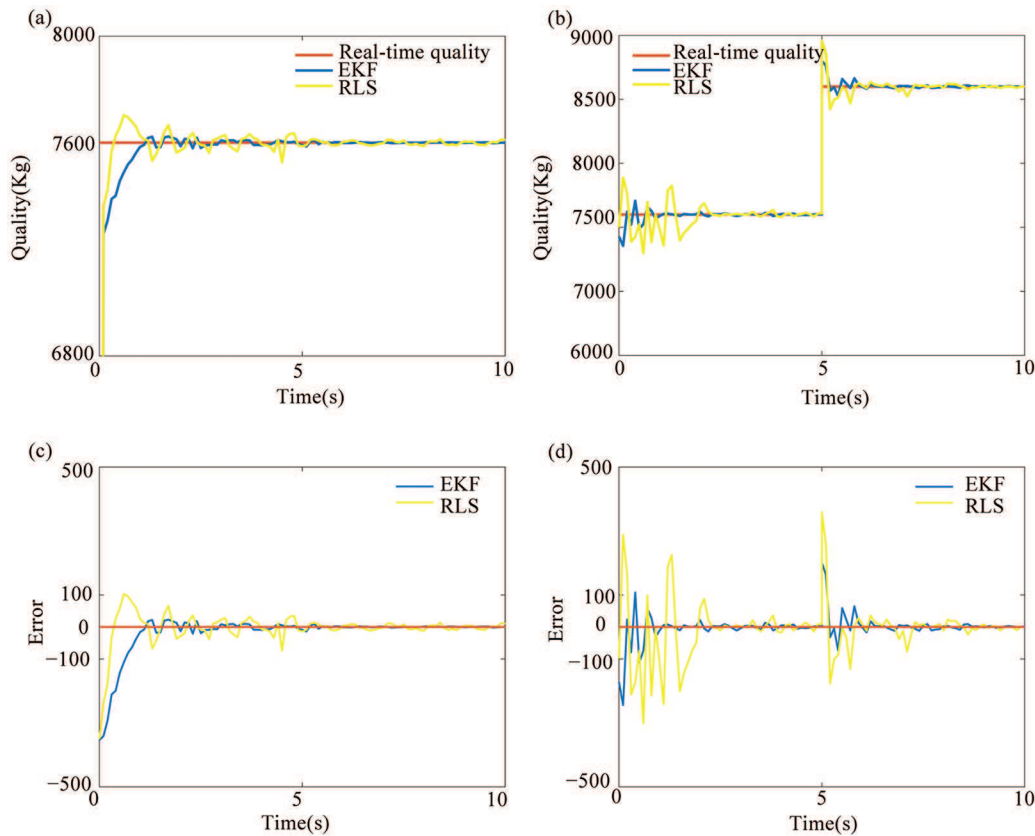 (a)
8000
Real-time quality
EKF
RLS
7600
Quality(Kg)
6800
0
5
10
Time(s)
(b)
9000
Real-time quality
EKF
RLS
8500
8000
Quality(Kg)
7500
7000
6000
0
5
10
Time(s)
(c)
500
EKF
RLS
100
0
Error
−100
−500
0
5
10
Time(s)
(d)
500
EKF
RLS
100
0
Error
−100
−500
0
5
10
Time(s)